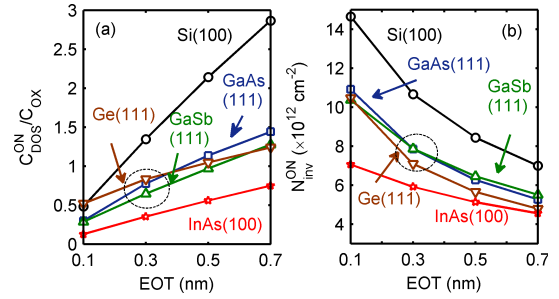 (a)
Si(100)
GaAs
(111)
Ge(111)
GaSb
(111)
InAs(100)
3
2.5
2
1.5
1
0.5
0
0.1 0.3 0.5 0.7
EOT (nm)
C_DOS^ON/C_OX
(b)
Si(100)
GaAs(111)
GaSb
(111)
Ge(111)
InAs(100)
14
12
10
8
6
4
0.1 0.3 0.5 0.7
EOT (nm)
N_inv^ON (×10^12 cm^-2)